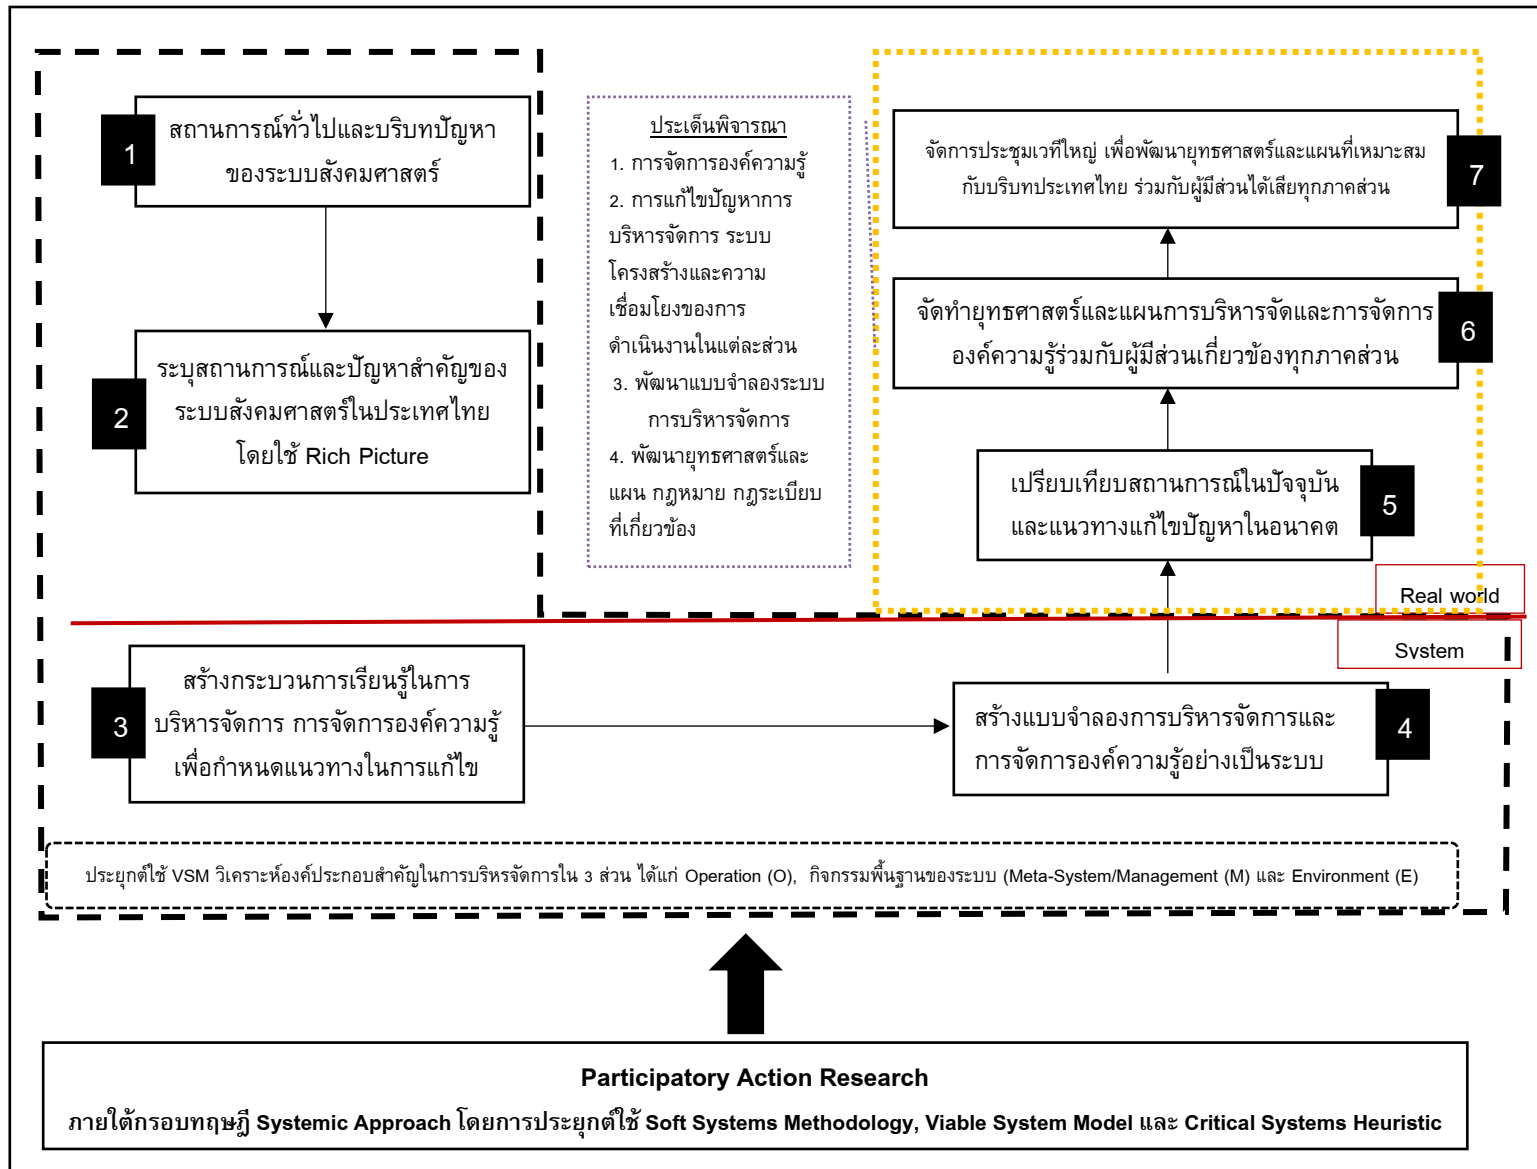 1
สถานการณ์ทั่วไปและบริบทปัญหา
ของระบบสังคมศาสตร์
2
ระบุสถานการณ์และปัญหาสำคัญของ
ระบบสังคมศาสตร์ในประเทศไทย
โดยใช้ Rich Picture
ประเด็นพิจารณา
1. การจัดการองค์ความรู้
2. การแก้ไขปัญหาการ
บริหารจัดการ ระบบ
โครงสร้างและความ
เชื่อมโยงของการ
ดำเนินงานในแต่ละส่วน
3. พัฒนาแบบจำลองระบบ
การบริหารจัดการ
4. พัฒนายุทธศาสตร์และ
แผน กฎหมาย กฎระเบียบ
ที่เกี่ยวข้อง
จัดการประชุมเวทีใหญ่ เพื่อพัฒนายุทธศาสตร์และแผนที่เหมาะสม
กับบริบทประเทศไทย ร่วมกับผู้มีส่วนได้เสียทุกภาคส่วน
7
จัดทำยุทธศาสตร์และแผนการบริหารจัดและการจัดการ
องค์ความรู้ร่วมกับผู้มีส่วนเกี่ยวข้องทุกภาคส่วน
6
เปรียบเทียบสถานการณ์ในปัจจุบัน
และแนวทางแก้ไขปัญหาในอนาคต
5
Real world
System
3
สร้างกระบวนการเรียนรู้ในการ
บริหารจัดการ การจัดการองค์ความรู้
เพื่อกำหนดแนวทางในการแก้ไข
สร้างแบบจำลองการบริหารจัดการและ
การจัดการองค์ความรู้อย่างเป็นระบบ
4
ประยุกต์ใช้ VSM วิเคราะห์องค์ประกอบสำคัญในการบริหรจัดการใน 3 ส่วน ได้แก่ Operation (O), กิจกรรมพื้นฐานของระบบ (Meta-System/Management (M) และ Environment (E)
Participatory Action Research
ภายใต้กรอบทฤษฎี Systemic Approach โดยการประยุกต์ใช้ Soft Systems Methodology, Viable System Model และ Critical Systems Heuristic